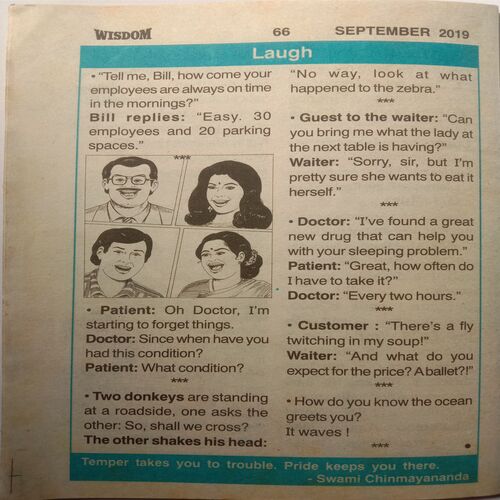 WISDOM 66 SEPTEMBER 2019
Laugh
• "Tell me, Bill, how come your
employees are always on time
in the mornings?"
Bill replies: "Easy. 30
employees and 20 parking
spaces."
***
• Patient: Oh Doctor, I'm
starting to forget things.
Doctor: Since when have you
had this condition?
Patient: What condition?
***
• Two donkeys are standing
at a roadside, one asks the
other: So, shall we cross?
The other shakes his head:
"No way, look at what
happened to the zebra."
***
• Guest to the waiter: "Can
you bring me what the lady at
the next table is having?"
Waiter: "Sorry, sir, but I'm
pretty sure she wants to eat it
herself."
***
• Doctor: "I've found a great
new drug that can help you
with your sleeping problem."
Patient: "Great, how often do
I have to take it?"
Doctor: "Every two hours."
***
• Customer : "There's a fly
twitching in my soup!"
Waiter: "And what do you
expect for the price? A ballet?!"
***
• How do you know the ocean
greets you?
It waves !
*** •
Temper takes you to trouble. Pride keeps you there.
- Swami Chinmayananda